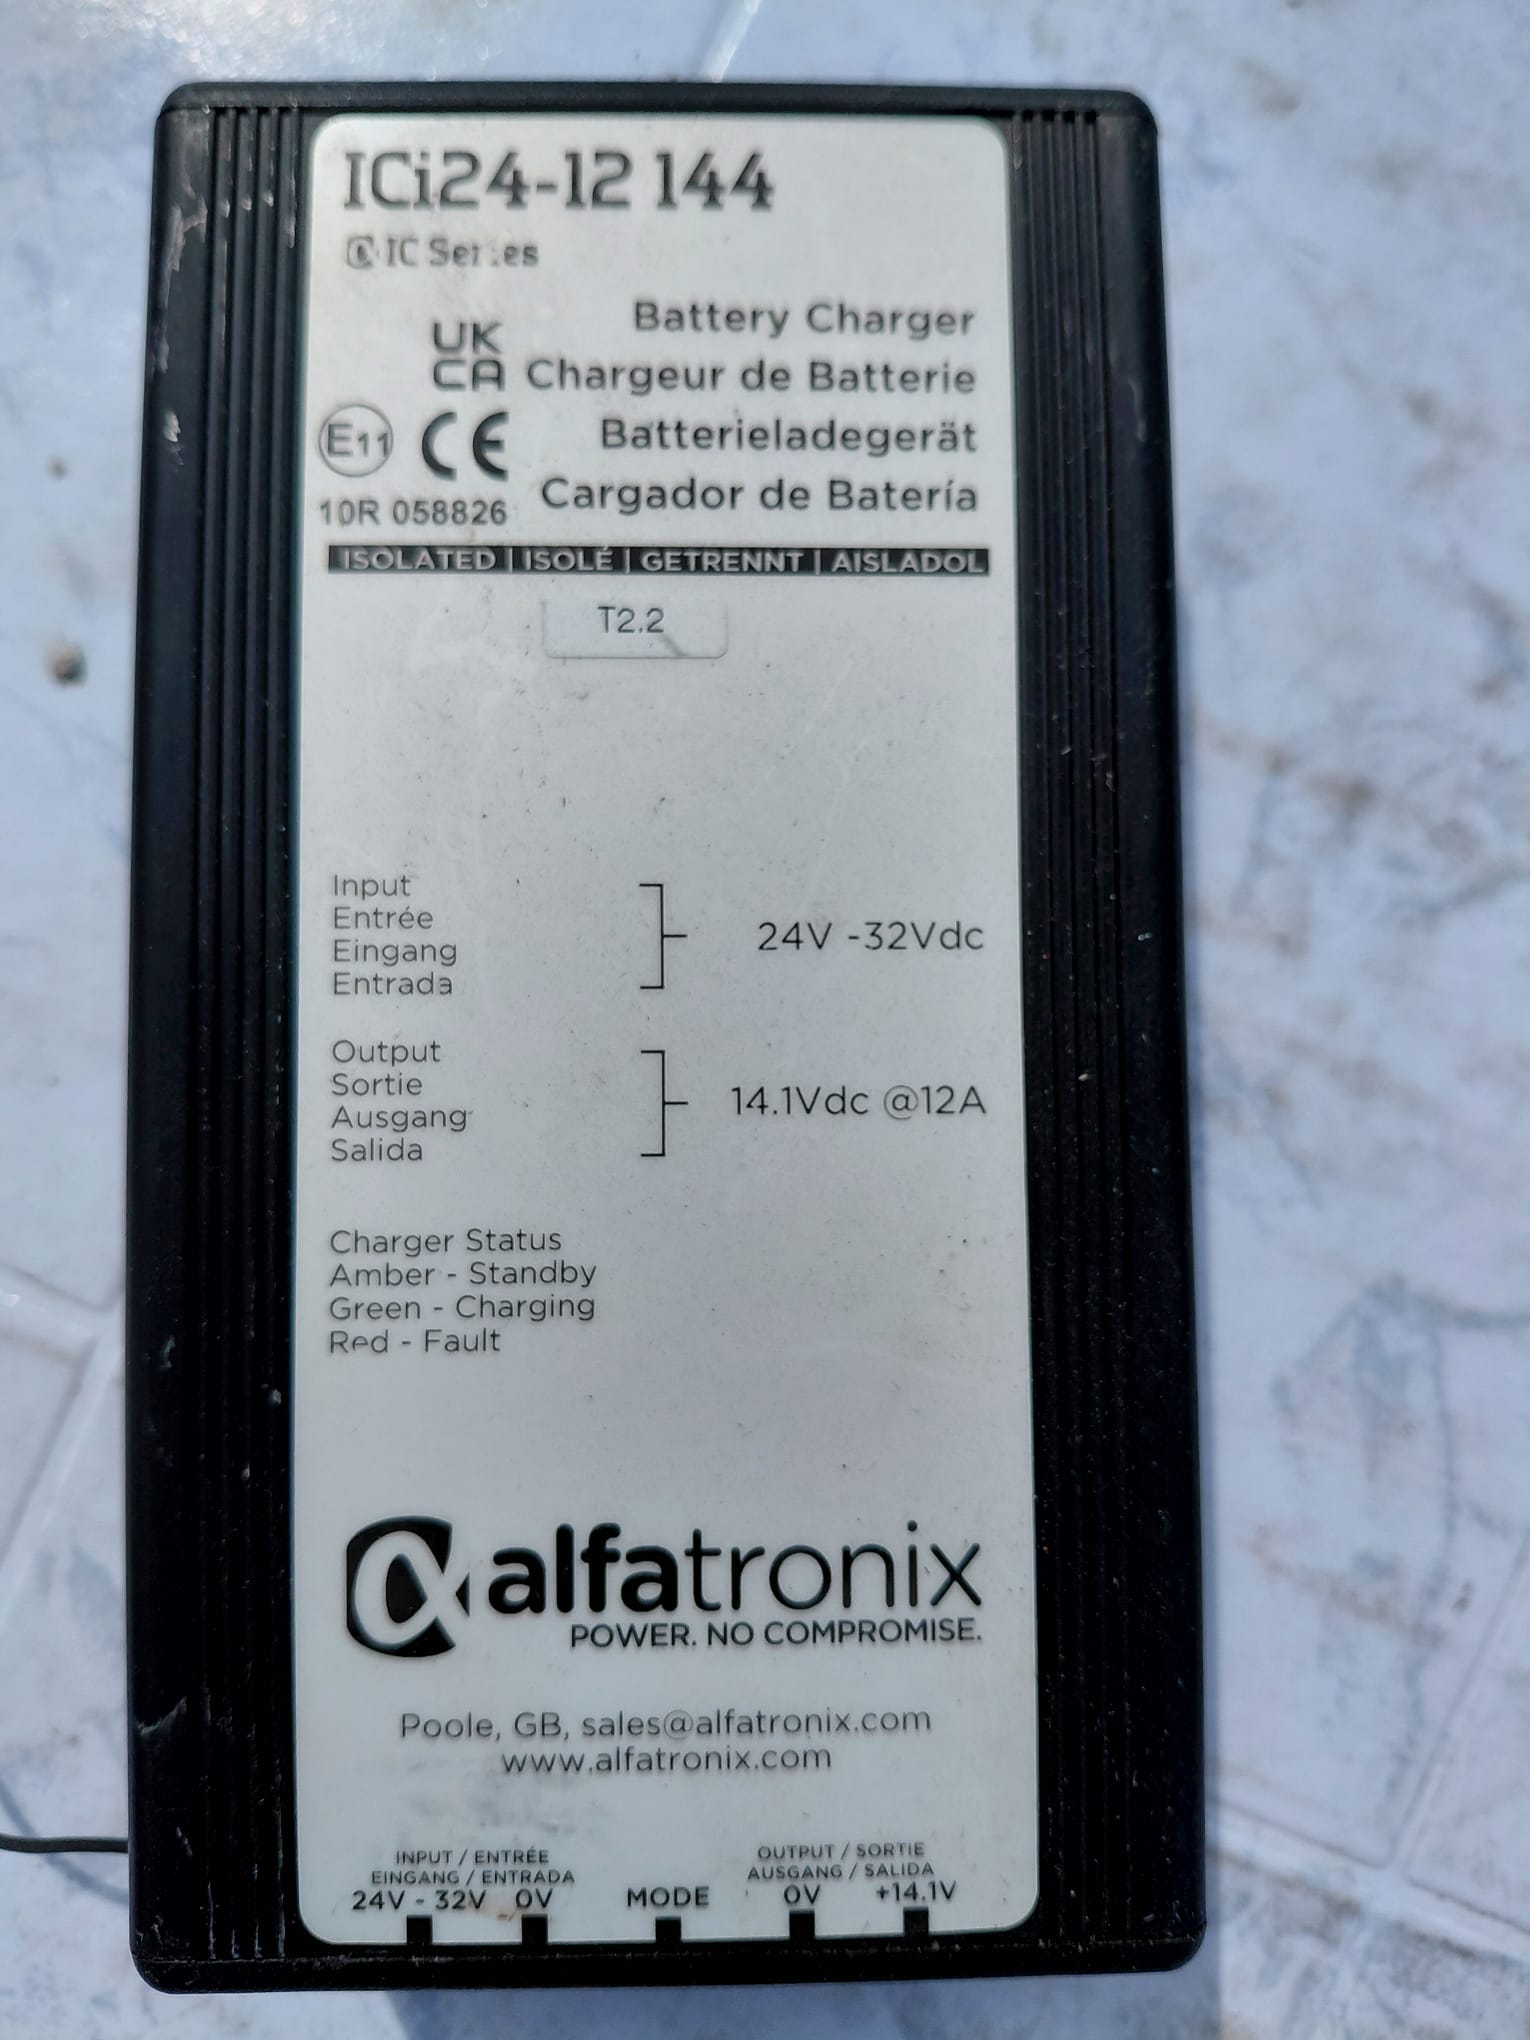 ICi24-12 144
IC Series
UK
CA
E11 CE
10R 058826
Battery Charger
Chargeur de Batterie
Batterieladegerät
Cargador de Batería
ISOLATED | ISOLÉ | GETRENNT | AISLADOL
T2.2
Input
Entrée
Eingang
Entrada
24V -32Vdc
Output
Sortie
Ausgang
Salida
14.1Vdc @12A
Charger Status
Amber - Standby
Green - Charging
Red - Fault
alfatronix
POWER. NO COMPROMISE.
Poole, GB, sales@alfatronix.com
www.alfatronix.com
INPUT / ENTRÉE
EINGANG / ENTRADA
24V - 32V 0V
MODE
OUTPUT / SORTIE
AUSGANG / SALIDA
0V +14.1V